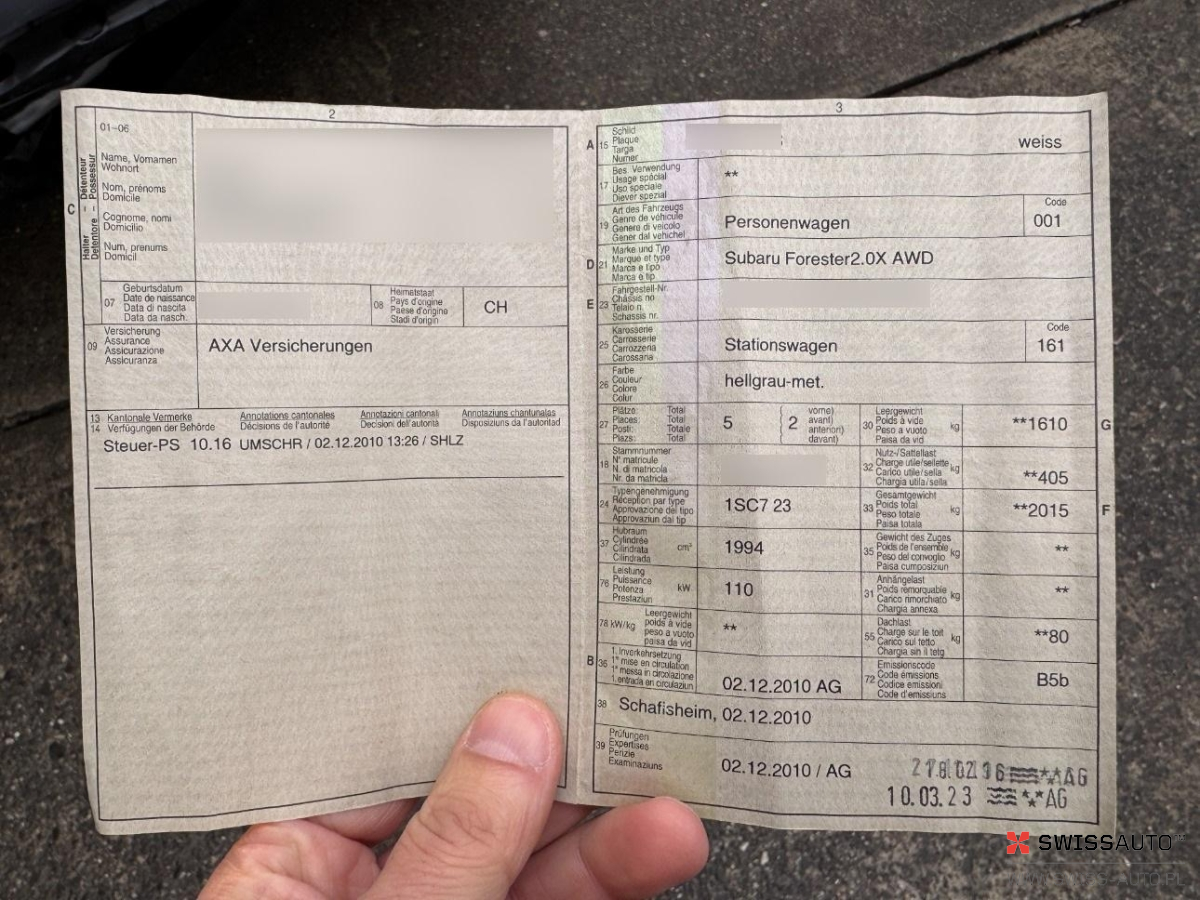 2
C
Halter – Détenteur
Detentore – Possessur
01–06
Name, Vornamen
Wohnort
Nom, prénoms
Domicile
Cognome, nomi
Domicilio
Num, prenums
Domicil
07
Geburtsdatum
Date de naissance
Data di nascita
Data da nasch.
08
Heimatstaat
Pays d'origine
Paese d'origine
Stadi d'origin
CH
09
Versicherung
Assurance
Assicurazione
Assicuranza
AXA Versicherungen
13 Kantonale Vermerke Annotations cantonales Annotazioni cantonali Annotaziuns chantunalas
14 Verfügungen der Behörde Décisions de l'autorité Decisioni dell'autorità Disposiziuns da l'autoritad
Steuer-PS 10.16 UMSCHR / 02.12.2010 13:26 / SHLZ
3
A 15
Schild
Plaque
Targa
Numer
weiss
17
Bes. Verwendung
Usage spécial
Uso speciale
Diever spezial
**
19
Art des Fahrzeugs
Genre de véhicule
Genere di veicolo
Gener dal vehichel
Personenwagen
Code
001
D 21
Marke und Typ
Marque et type
Marca e tipo
Marca e tip
Subaru Forester2.0X AWD
E 23
Fahrgestell-Nr.
Châssis no
Telaio n.
Schassis nr.
25
Karosserie
Carrosserie
Carrozzeria
Carossaria
Stationswagen
Code
161
26
Farbe
Couleur
Colore
Colur
hellgrau-met.
27
Plätze: Total
Places: Total
Posti: Totale
Plazs: Total
5
2
vorne)
avant)
anteriori)
davant)
30
Leergewicht
Poids à vide
Peso a vuoto
Paisa da vid
kg
**1610
G
18
Stammnummer
N° matricule
N. di matricola
Nr. da matricla
32
Nutz-/Sattellast
Charge utile/sellette
Carico utile/sella
Chargia utila/sella
kg
**405
24
Typengenehmigung
Réception par type
Approvazione del tipo
Approvaziun dal tip
1SC7 23
33
Gesamtgewicht
Poids total
Peso totale
Paisa totala
kg
**2015
F
37
Hubraum
Cylindrée
Cilindrata
Cilindrada
cm³
1994
35
Gewicht des Zuges
Poids de l'ensemble
Peso del convoglio
Paisa cumposiziun
kg
**
76
Leistung
Puissance
Potenza
Prestaziun
kW
110
31
Anhängelast
Poids remorquable
Carico rimorchiato
Chargia annexa
kg
**
78 kW/kg
Leergewicht
poids à vide
peso a vuoto
paisa da vid
**
55
Dachlast
Charge sur le toit
Carico sul tetto
Chargia sin il tetg
kg
**80
B 36
1. Inverkehrsetzung
1re mise en circulation
1a messa in circolazione
1. entrada en circulaziun
02.12.2010 AG
72
Emissionscode
Code émissions
Codice emissioni
Code d'emissiuns
B5b
38
Schafisheim, 02.12.2010
39
Prüfungen
Expertises
Perizie
Examinaziuns
02.12.2010 / AG
AG
10.03.23 AG
SWISSAUTO